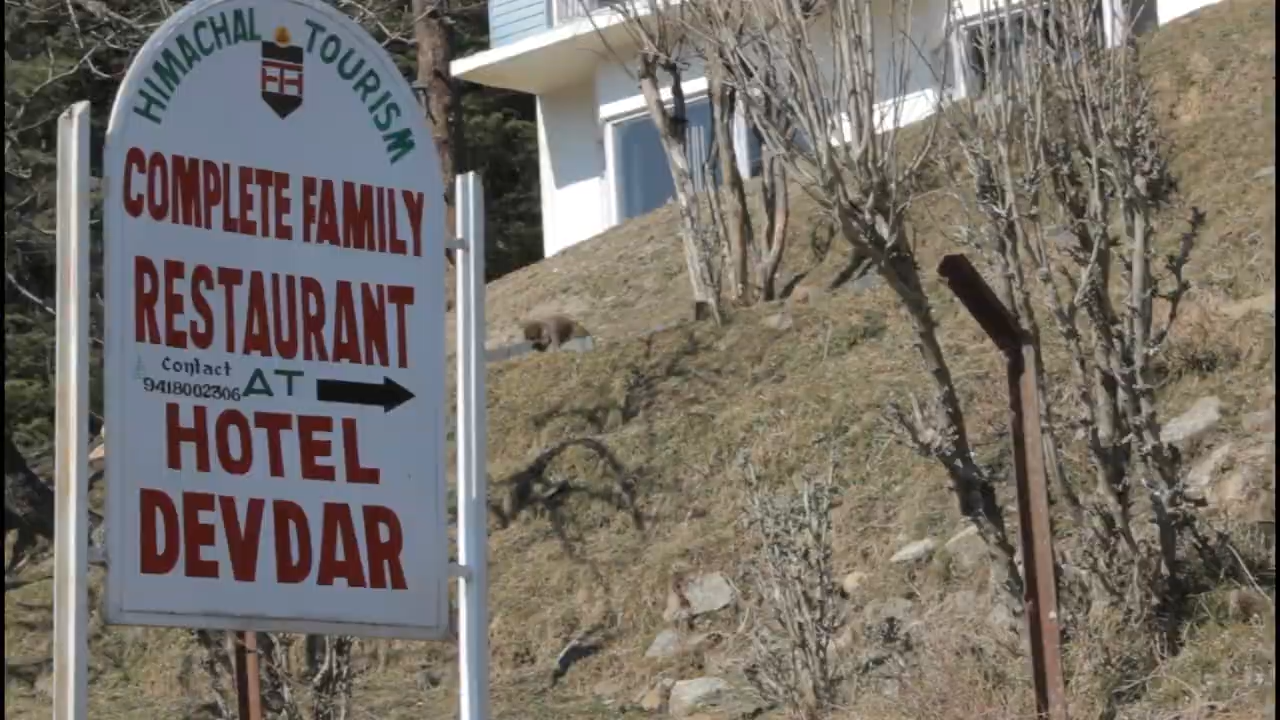 HIMACHAL TOURISM
COMPLETE FAMILY
RESTAURANT
Contact
9418002306 AT
HOTEL
DEVDAR